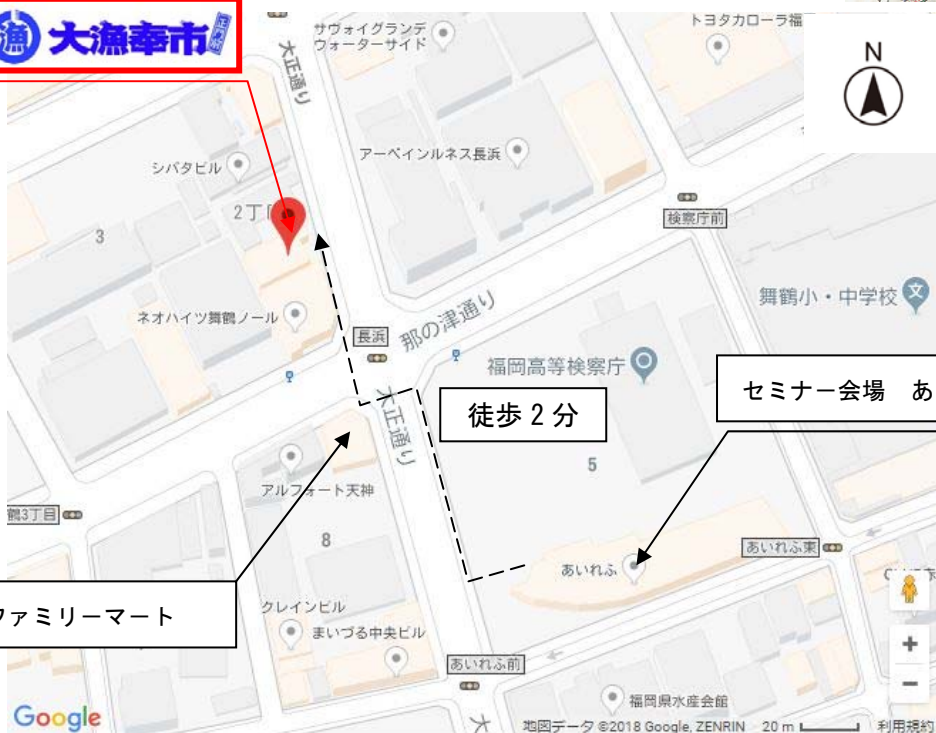 漁 大漁奉市
サヴォイグランデ
ウォーターサイド
トヨタカローラ福
大正通り
N
アーベインルネス長浜
シバタビル
2丁
3
検察庁前
舞鶴小・中学校 文
ネオハイツ舞鶴ノール
長浜
那の津通り
福岡高等検察庁
セミナー会場 あ
徒歩2分
大正通り
5
アルフォート天神
鶴3丁目
8
あいれふ東
あいれふ
ファミリーマート
クレインビル
まいづる中央ビル
あいれふ前
福岡県水産会館
+
−
Google
大
地図データ ©2018 Google, ZENRIN 20 m 利用規約